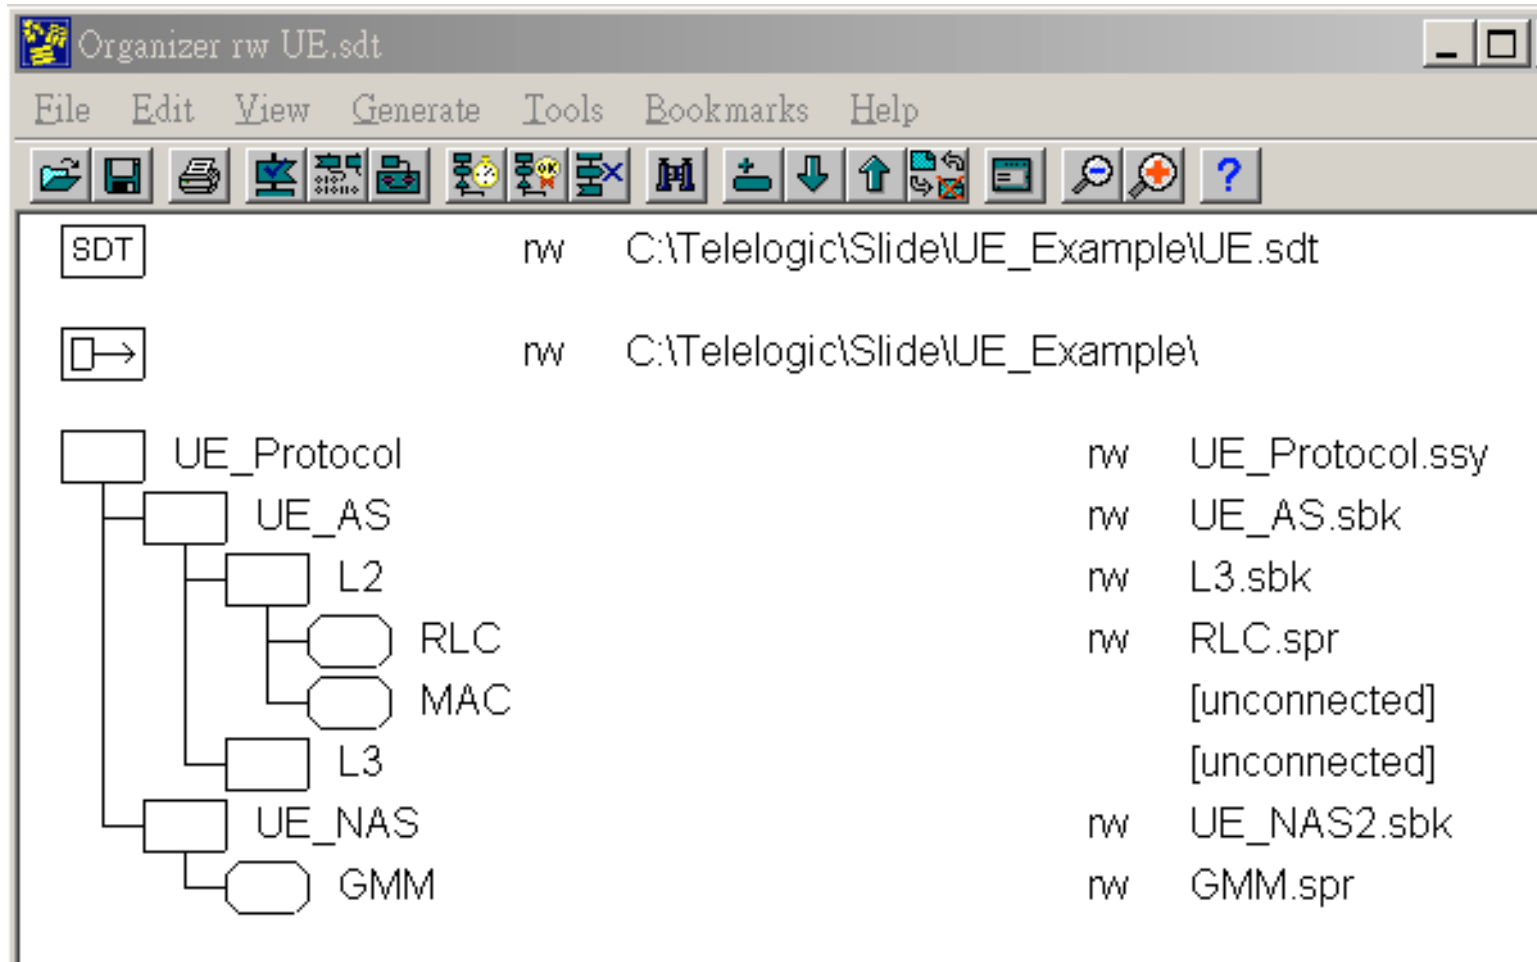 Organizer rw UE.sdt
File Edit View Generate Tools Bookmarks Help
SDT rw C:\Telelogic\Slide\UE_Example\UE.sdt
rw C:\Telelogic\Slide\UE_Example\
UE_Protocol rw UE_Protocol.ssy
UE_AS rw UE_AS.sbk
L2 rw L3.sbk
RLC rw RLC.spr
MAC [unconnected]
L3 [unconnected]
UE_NAS rw UE_NAS2.sbk
GMM rw GMM.spr